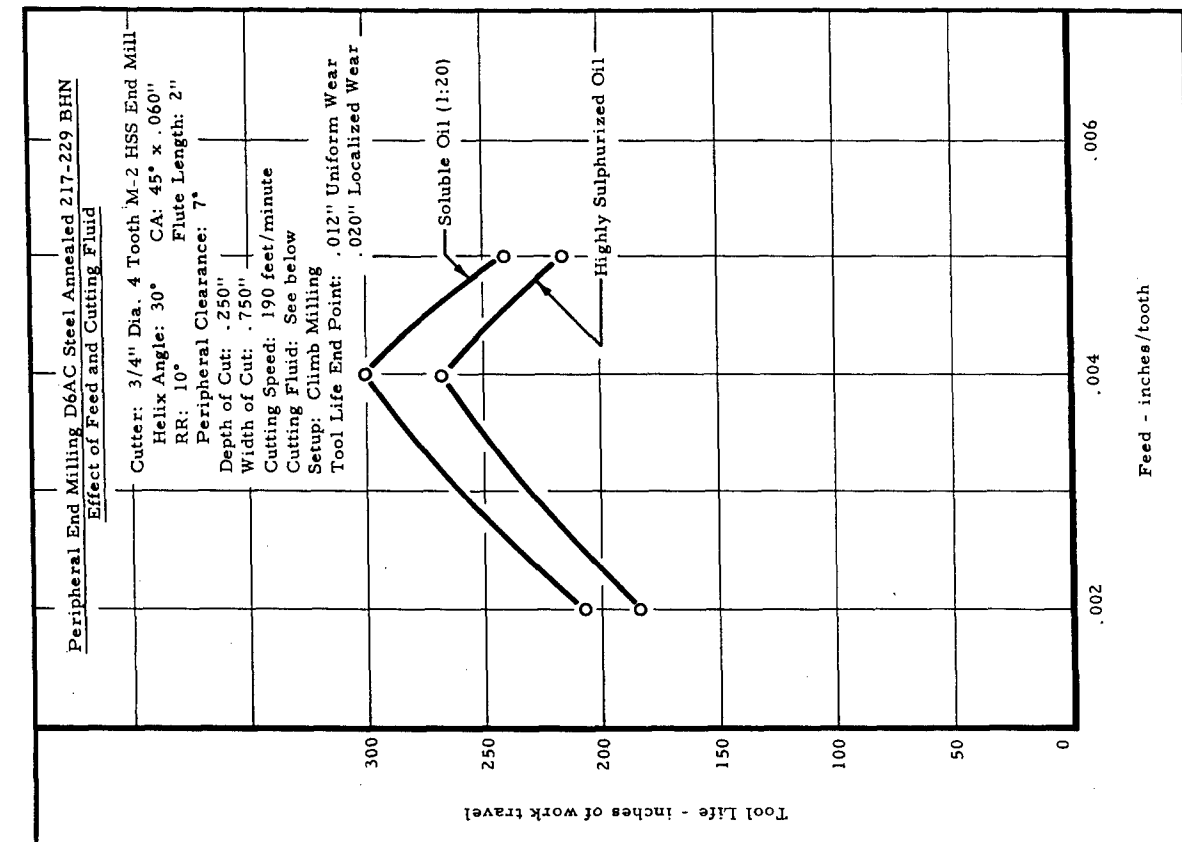 Peripheral End Milling D6AC Steel Annealed 217-229 BHN
Effect of Feed and Cutting Fluid
Cutter: 3/4" Dia. 4 Tooth M-2 HSS End Mill
Helix Angle: 30° CA: 45° x .060"
RR: 10° Flute Length: 2"
Peripheral Clearance: 7°
Depth of Cut: .250"
Width of Cut: .750"
Cutting Speed: 190 feet/minute
Cutting Fluid: See below
Setup: Climb Milling
Tool Life End Point: .012" Uniform Wear
.020" Localized Wear
Soluble Oil (1:20)
Highly Sulphurized Oil
300
250
200
150
100
50
0
Tool Life - inches of work travel
.002
.004
.006
Feed - inches/tooth